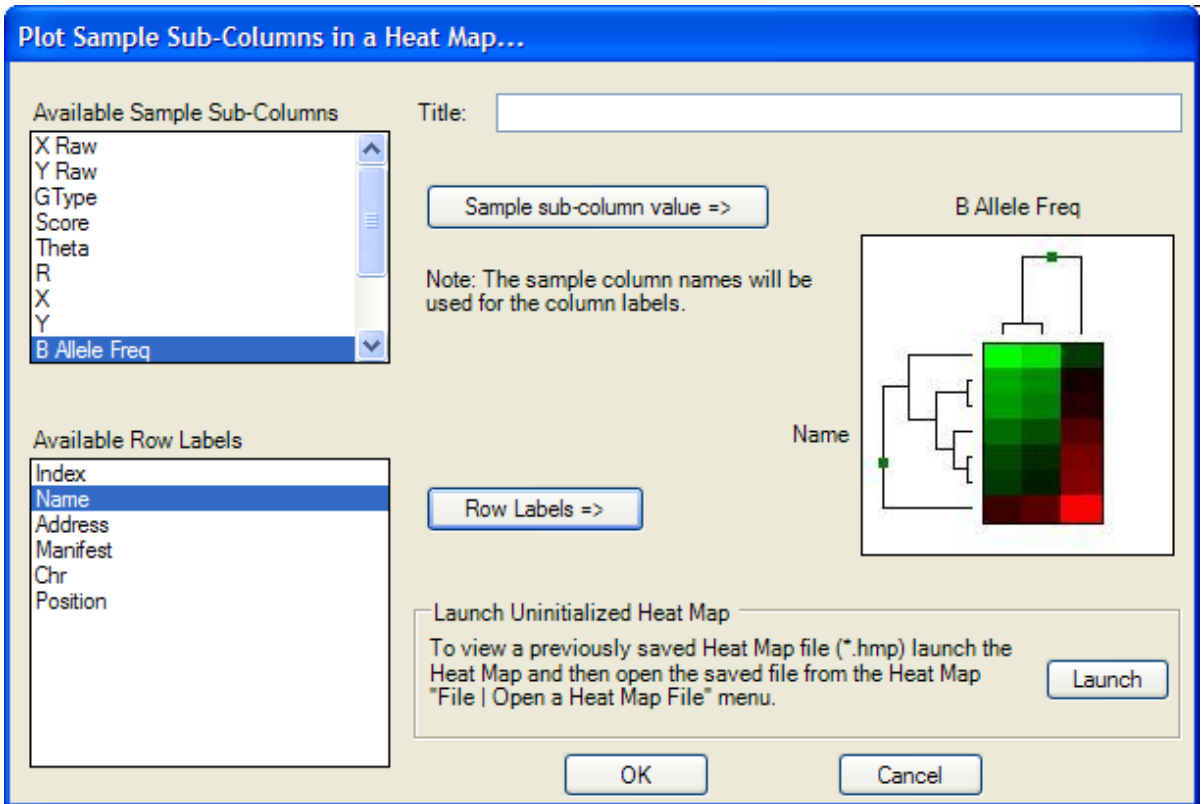 Plot Sample Sub-Columns in a Heat Map...
Available Sample Sub-Columns
X Raw
Y Raw
GType
Score
Theta
R
X
Y
B Allele Freq
Title:
Sample sub-column value =>
Note: The sample column names will be
used for the column labels.
B Allele Freq
Name
Available Row Labels
Index
Name
Address
Manifest
Chr
Position
Row Labels =>
Launch Uninitialized Heat Map
To view a previously saved Heat Map file (*.hmp) launch the
Heat Map and then open the saved file from the Heat Map
"File | Open a Heat Map File" menu.
Launch
OK
Cancel